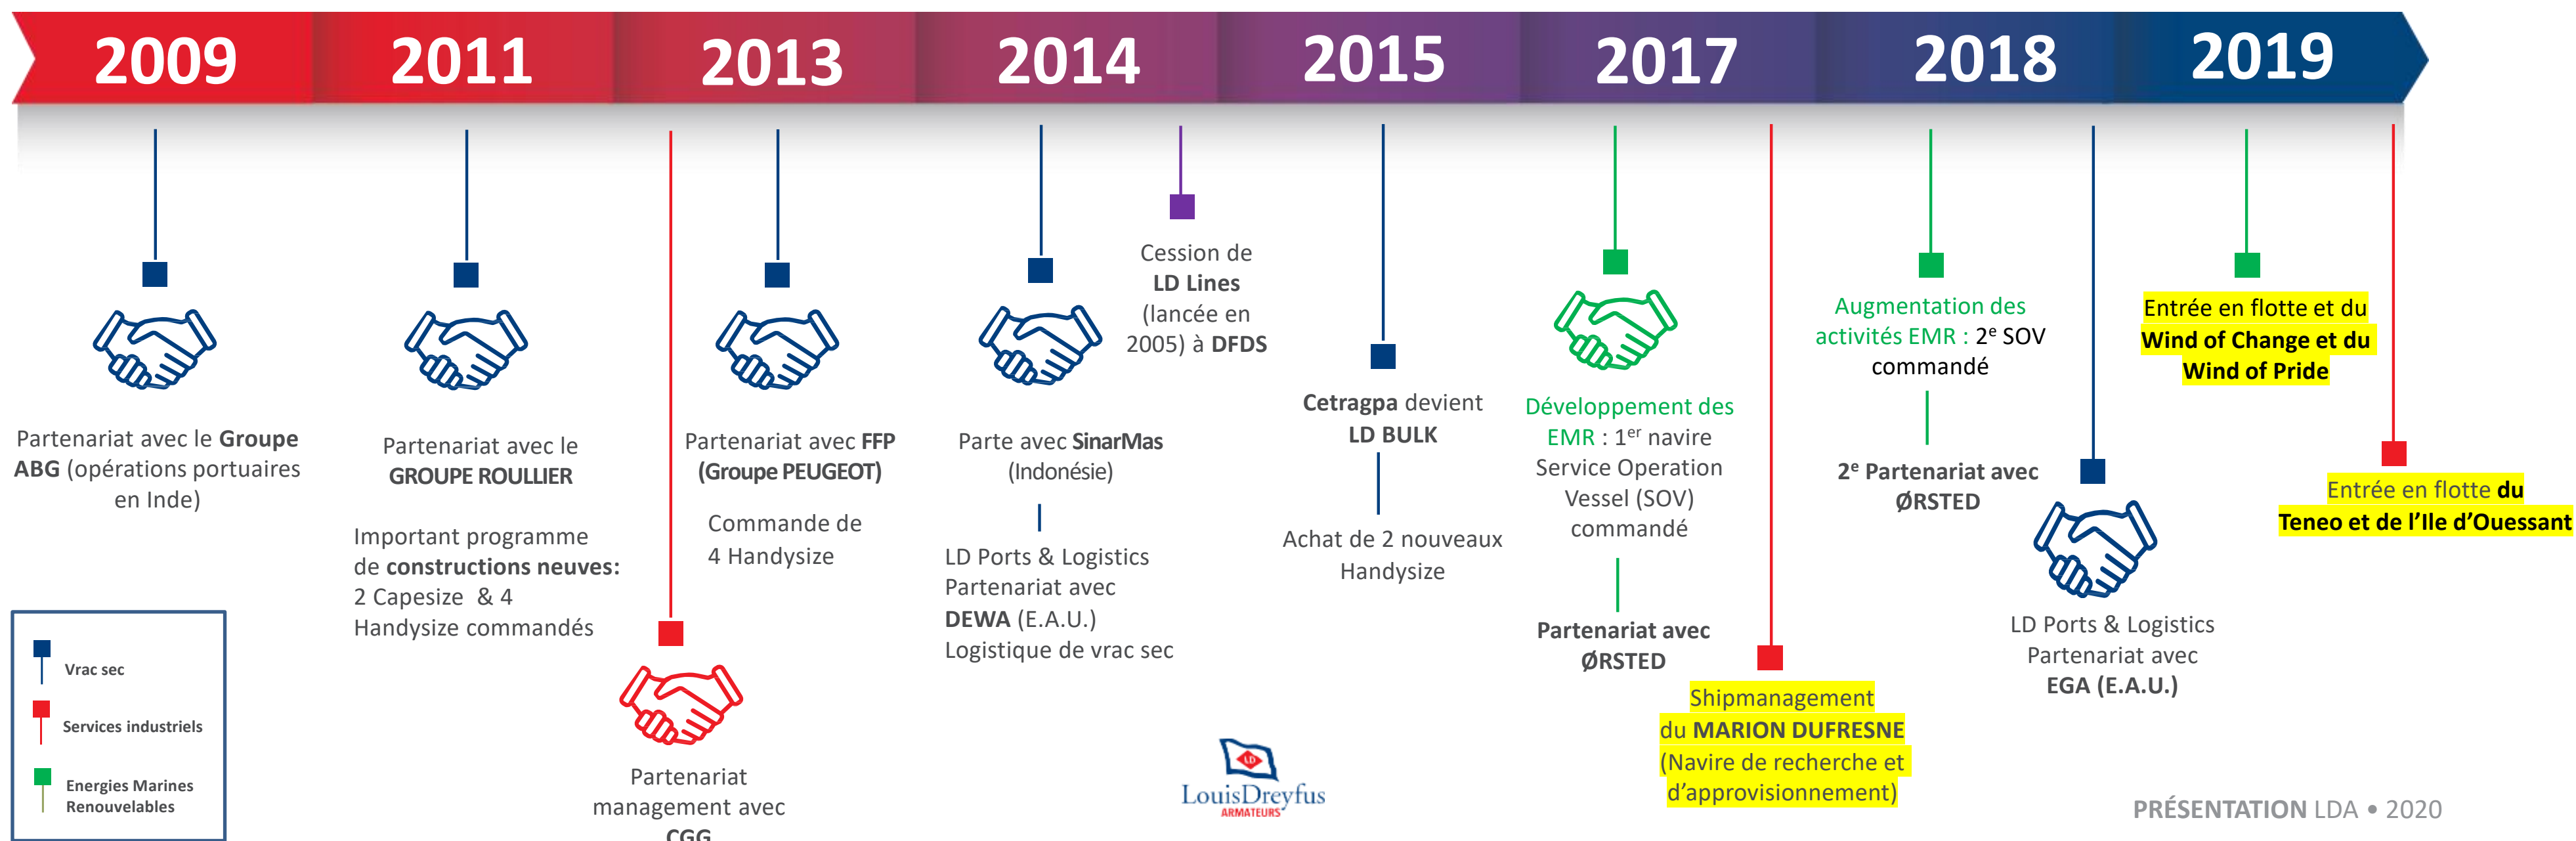 2009
2011
2013
2014
2015
2017
2018
2019
Partenariat avec le Groupe
ABG (opérations portuaires
en Inde)
Partenariat avec le
GROUPE ROULLIER
Important programme
de constructions neuves:
2 Capesize & 4
Handysize commandés
Partenariat
management avec
CGG
Partenariat avec FFP
(Groupe PEUGEOT)
Commande de
4 Handysize
Parte avec SinarMas
(Indonésie)
LD Ports & Logistics
Partenariat avec
DEWA (E.A.U.)
Logistique de vrac sec
Cession de
LD Lines
(lancée en
2005) à DFDS
Cetragpa devient
LD BULK
Achat de 2 nouveaux
Handysize
Développement des
EMR : 1er navire
Service Operation
Vessel (SOV)
commandé
Partenariat avec
ØRSTED
Shipmanagement
du MARION DUFRESNE
(Navire de recherche et
d’approvisionnement)
Augmentation des
activités EMR : 2e SOV
commandé
2e Partenariat avec
ØRSTED
LD Ports & Logistics
Partenariat avec
EGA (E.A.U.)
Entrée en flotte et du
Wind of Change et du
Wind of Pride
Entrée en flotte du
Teneo et de l’Ile d’Ouessant
Vrac sec
Services industriels
Energies Marines
Renouvelables
LD
LouisDreyfus
ARMATEURS
PRÉSENTATION LDA • 2020